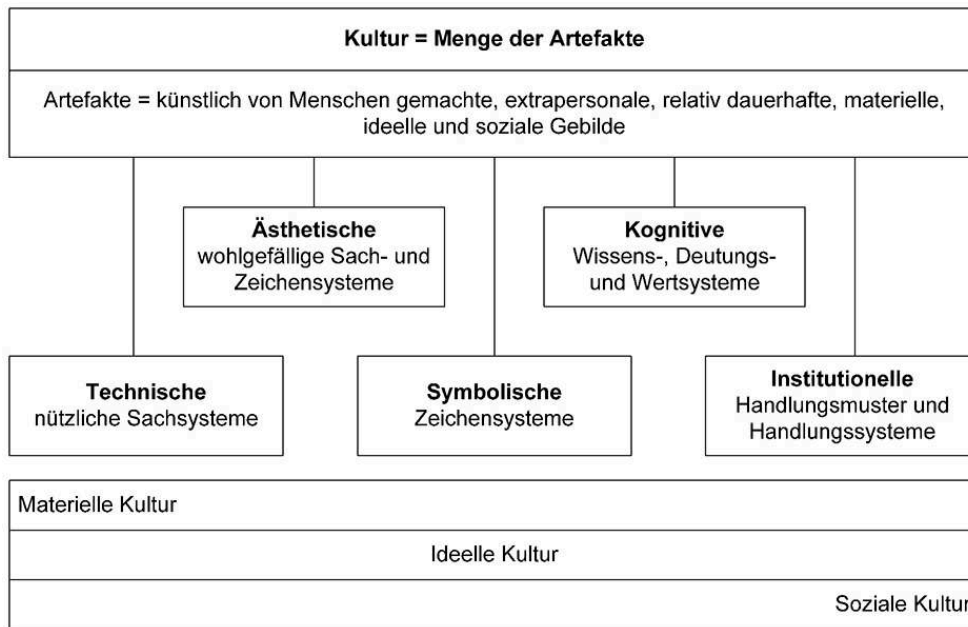 Kultur = Menge der Artefakte
Artefakte = künstlich von Menschen gemachte, extrapersonale, relativ dauerhafte, materielle,
ideelle und soziale Gebilde
Ästhetische
wohlgefällige Sach- und
Zeichensysteme
Kognitive
Wissens-, Deutungs-
und Wertsysteme
Technische
nützliche Sachsysteme
Symbolische
Zeichensysteme
Institutionelle
Handlungsmuster und
Handlungssysteme
Materielle Kultur
Ideelle Kultur
Soziale Kultur